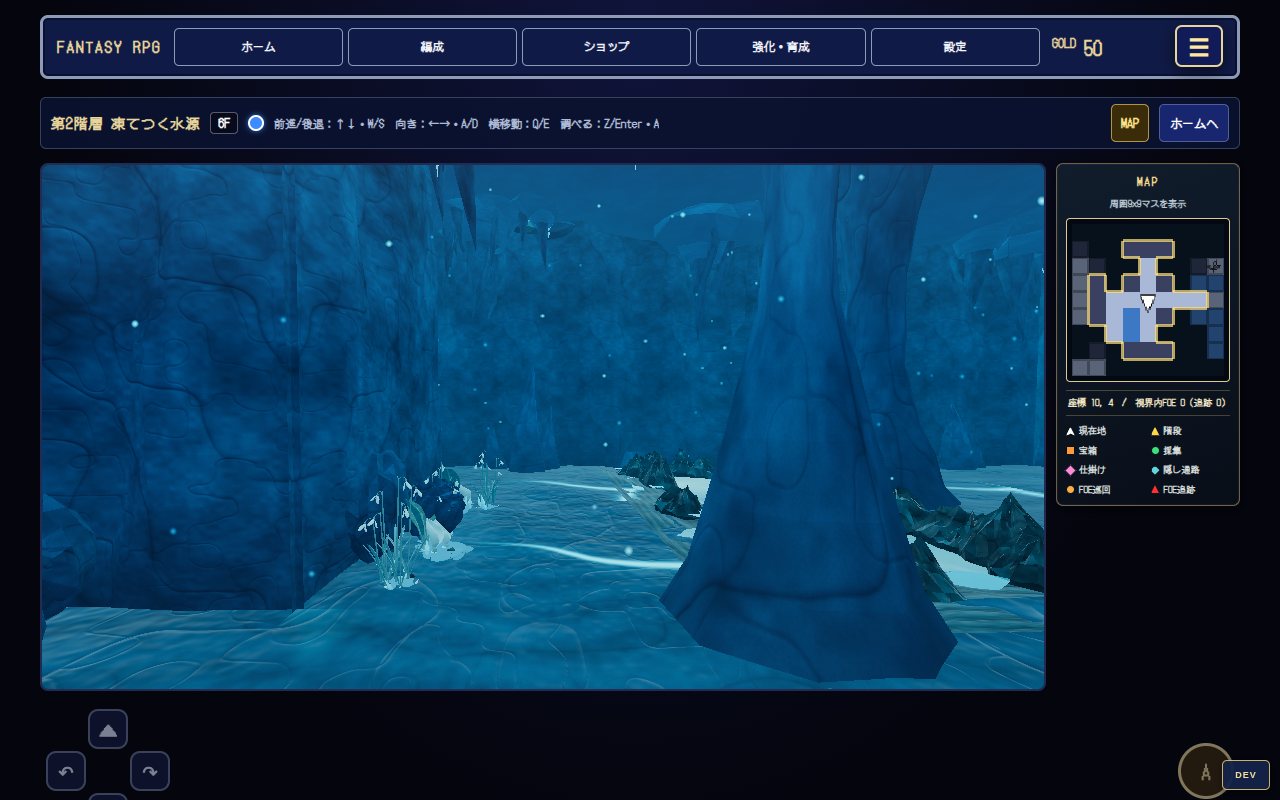 FANTASY RPG
ホーム
編成
ショップ
強化・育成
設定
GOLD 50
第2階層 凍てつく水源
6F
前進/後退：↑↓・W/S 向き：←→・A/D 横移動：Q/E 調べる：Z/Enter・A
MAP
ホームへ
MAP
周囲9x9マスを表示
座標 10, 4 / 視界内FOE 0 (追跡 0)
現在地
階段
宝箱
採集
仕掛け
隠し通路
FOE巡回
FOE追跡
A
DEV